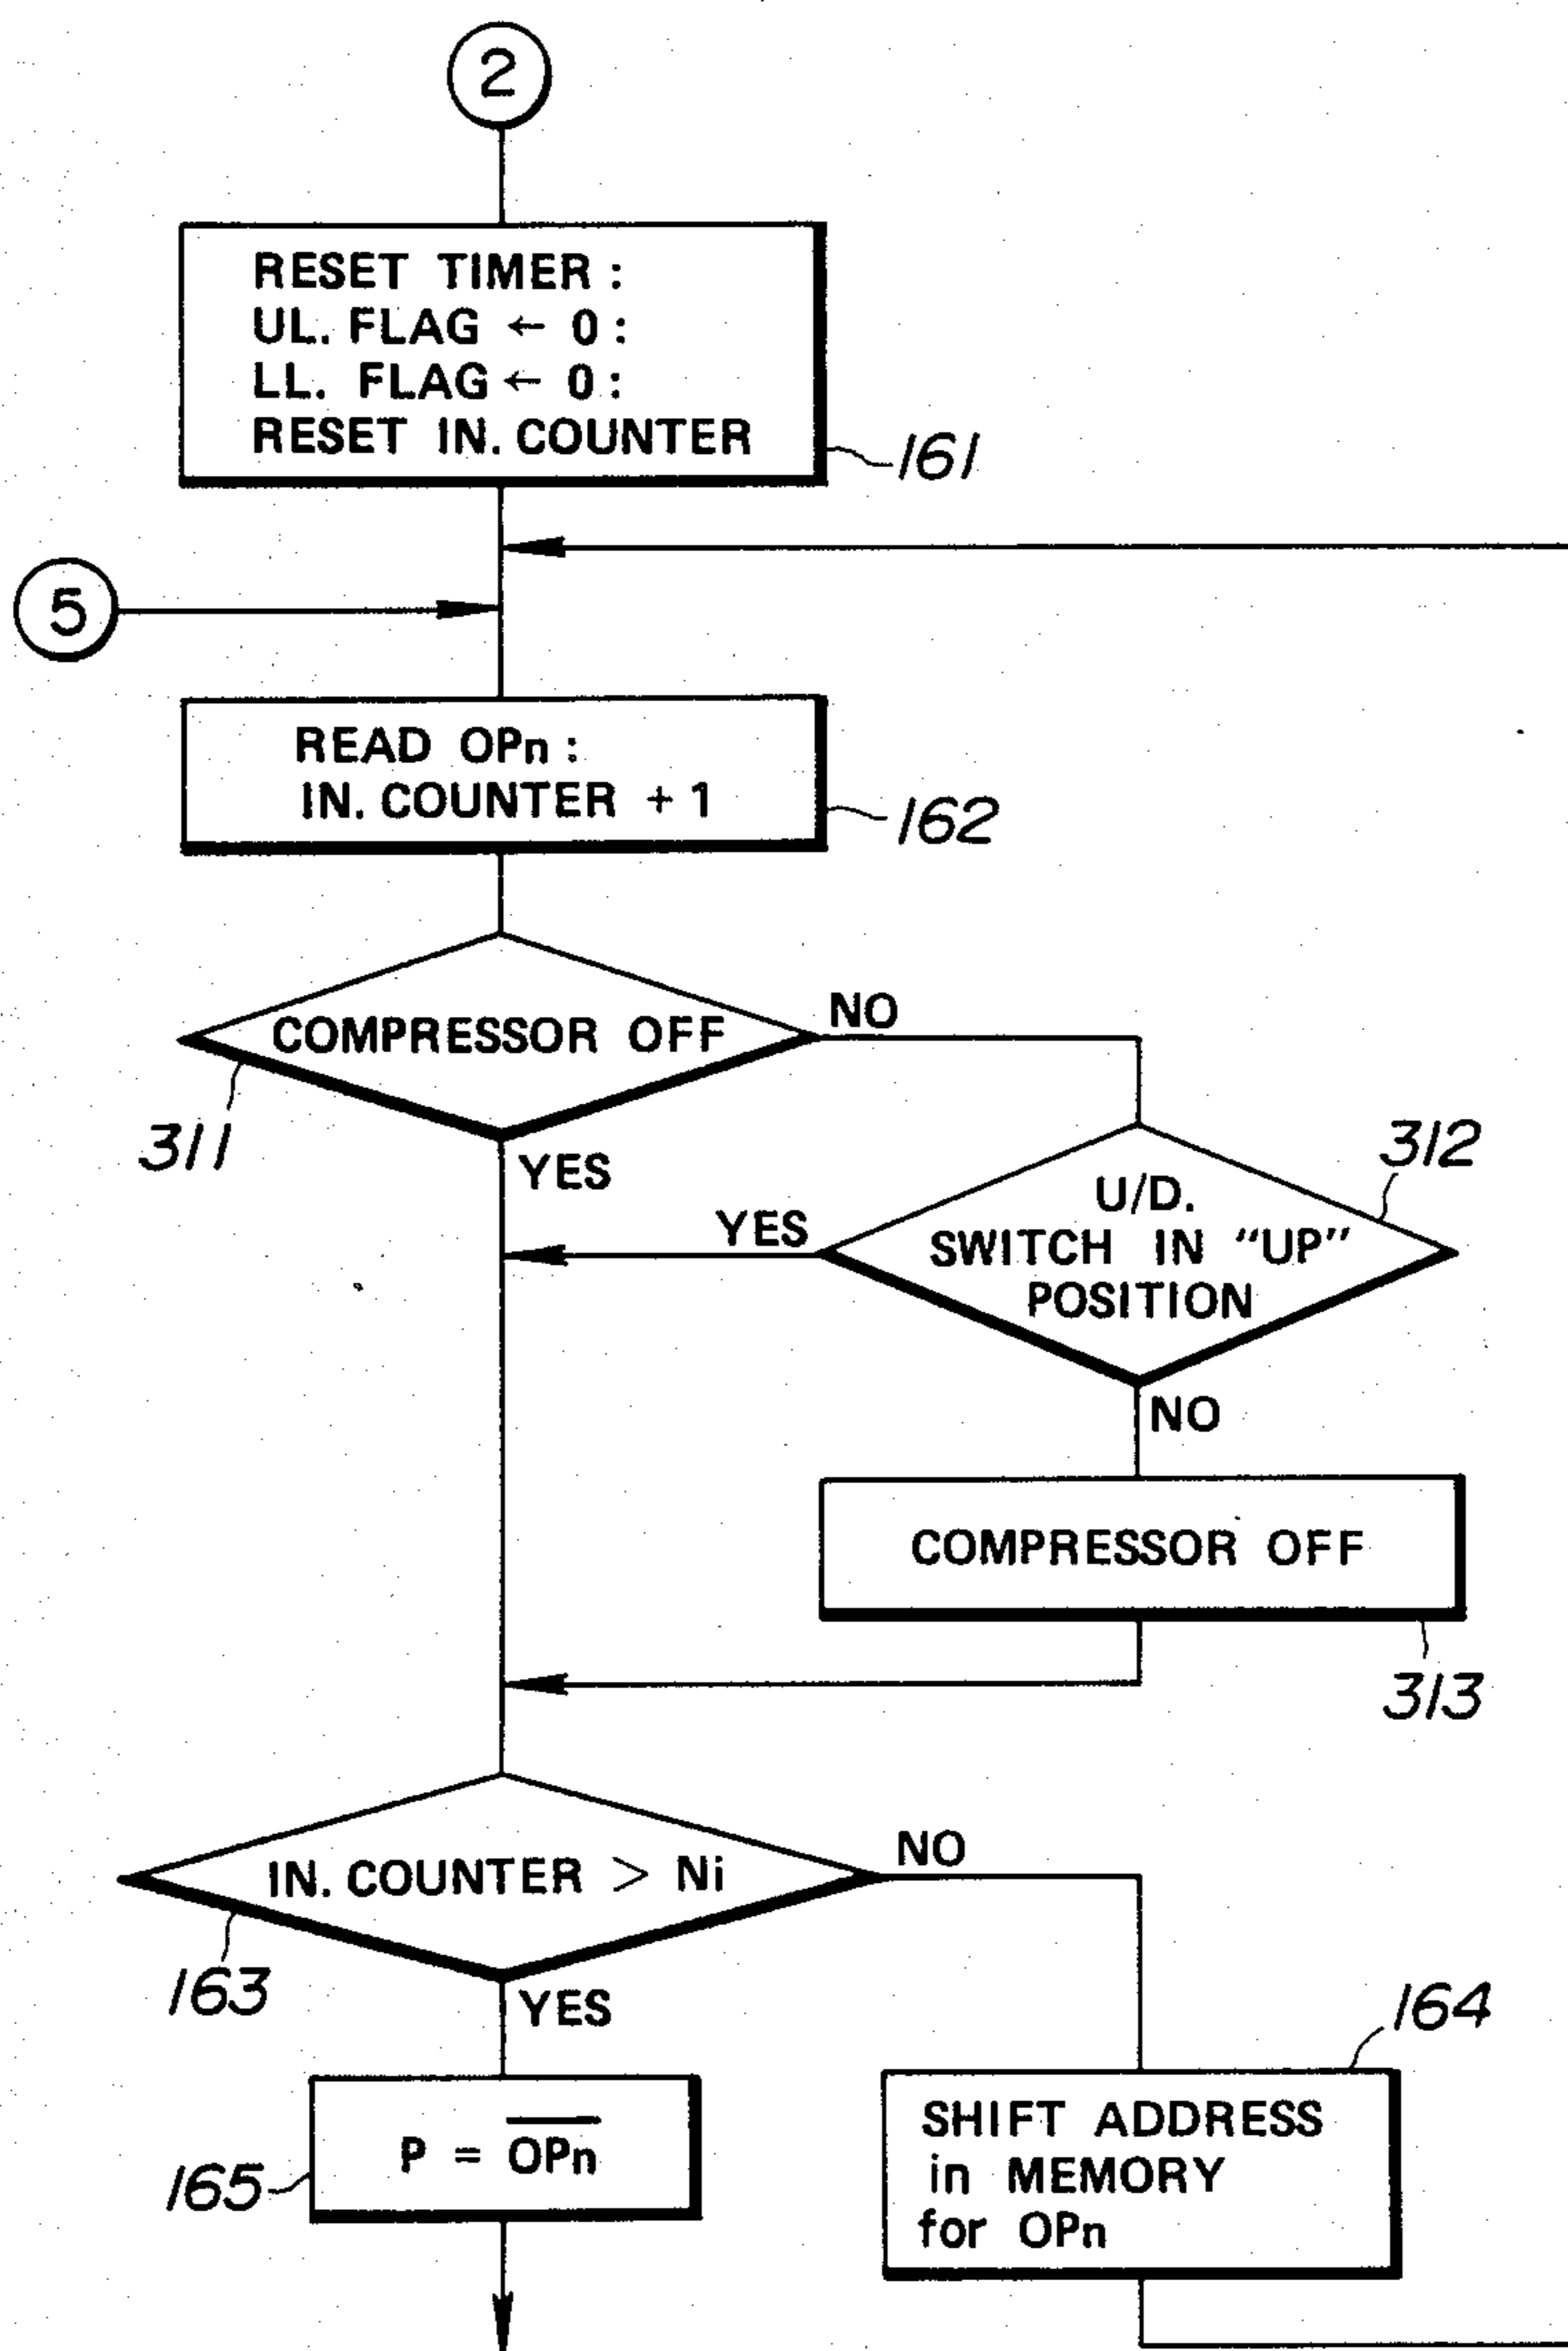 2
RESET TIMER :
UL. FLAG ← 0 :
LL. FLAG ← 0 :
RESET IN. COUNTER
161
5
READ OPn :
IN. COUNTER + 1
162
COMPRESSOR OFF
NO
311
YES
312
U/D.
SWITCH IN "UP"
POSITION
YES
NO
COMPRESSOR OFF
313
IN. COUNTER > Ni
NO
163
YES
164
P = \overline{OPn}
165
SHIFT ADDRESS
in MEMORY
for OPn